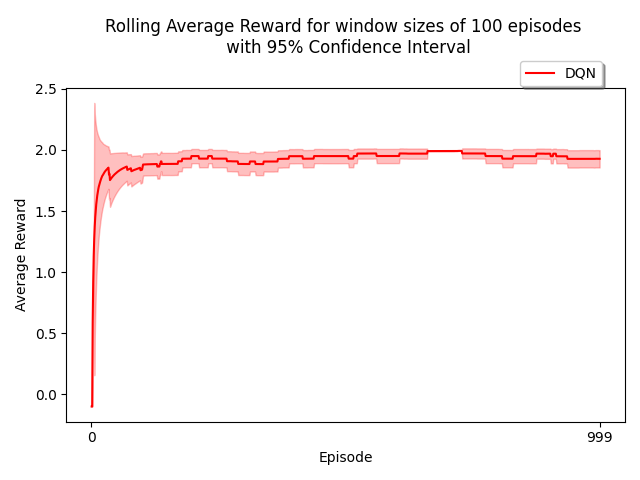 Rolling Average Reward for window sizes of 100 episodes
with 95% Confidence Interval
DQN
2.5
2.0
1.5
1.0
0.5
0.0
Average Reward
0
999
Episode